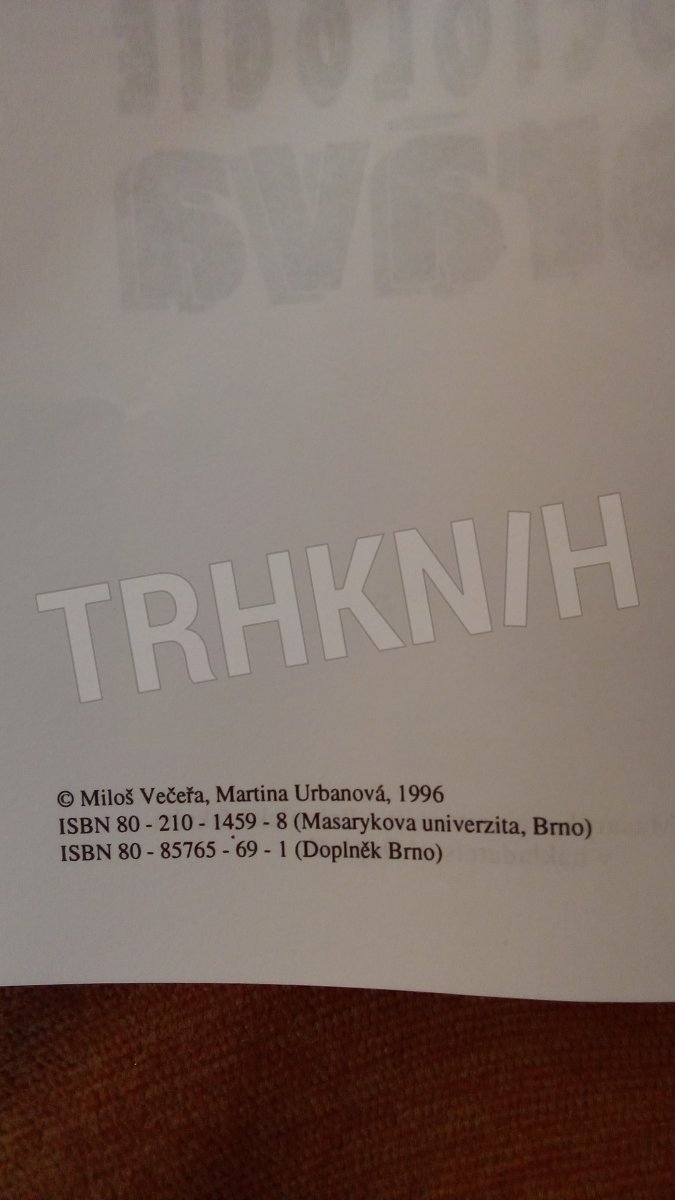 TRHKNIH
© Miloš Večeřa, Martina Urbanová, 1996
ISBN 80 - 210 - 1459 - 8 (Masarykova univerzita, Brno)
ISBN 80 - 85765 - 69 - 1 (Doplněk Brno)